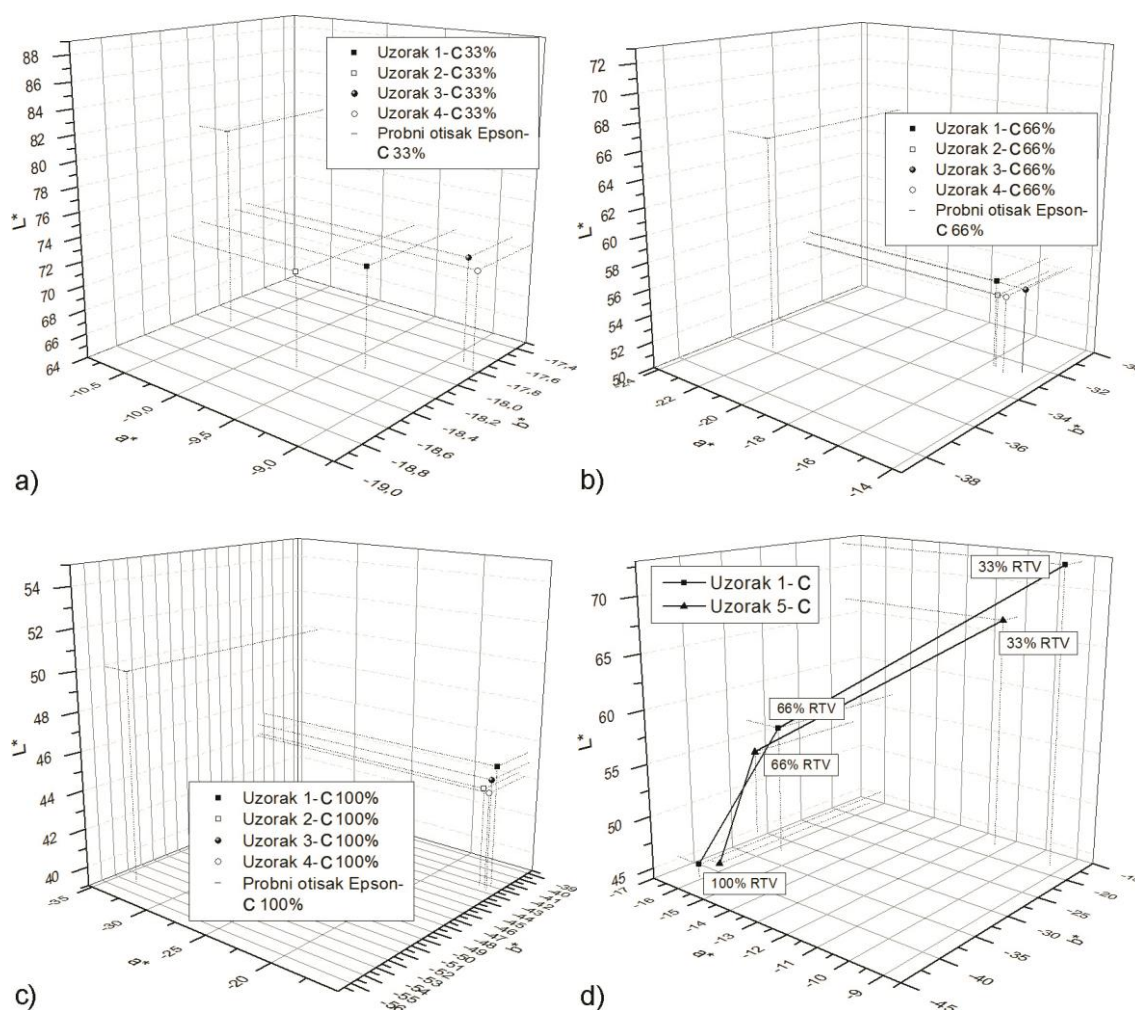 88
86
84
82
80
78
76
74
72
70
68
66
64
L*
-10,5
-10,0
-9,5
-9,0
a*
-17,4
-17,6
-17,8
-18,0
-18,2
-18,4
-18,6
-18,8
-19,0
b*
Uzorak 1-C 33%
Uzorak 2-C 33%
Uzorak 3-C 33%
Uzorak 4-C 33%
Probni otisak Epson-
C 33%
a)
72
70
68
66
64
62
60
58
56
54
52
50
L*
-24
-22
-20
-18
-16
-14
a*
-32
-34
-36
-38
b*
Uzorak 1-C 66%
Uzorak 2-C 66%
Uzorak 3-C 66%
Uzorak 4-C 66%
Probni otisak Epson-
C 66%
b)
54
52
50
48
46
44
42
40
L*
-35
-30
-25
-20
a*
b*
Uzorak 1-C 100%
Uzorak 2-C 100%
Uzorak 3-C 100%
Uzorak 4-C 100%
Probni otisak Epson-
C 100%
c)
70
65
60
55
50
45
L*
-17
-16
-15
-14
-13
-12
-11
-10
-9
a*
-20
-25
-30
-35
-40
-45
b*
Uzorak 1-C
Uzorak 5-C
33% RTV
33% RTV
66% RTV
66% RTV
100% RTV
d)